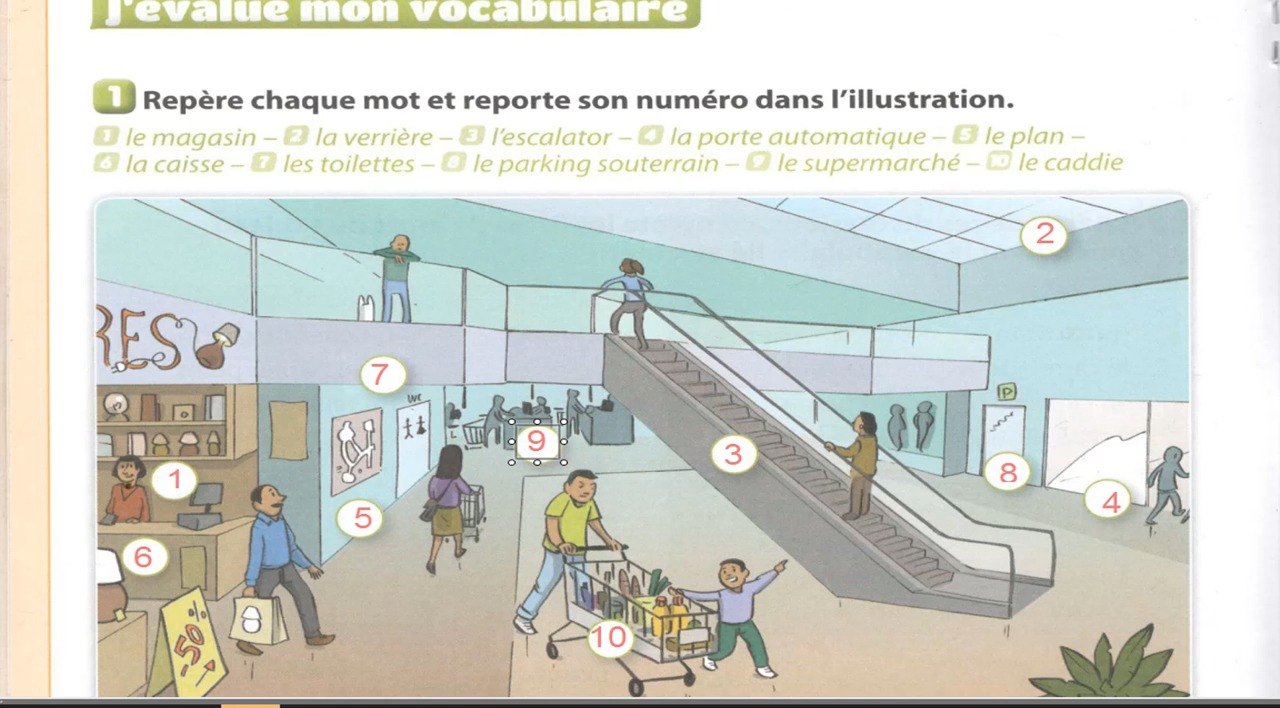 J'évalue mon vocabulaire
1 Repère chaque mot et reporte son numéro dans l'illustration.
1 le magasin – 2 la verrière – 3 l'escalator – 4 la porte automatique – 5 le plan –
6 la caisse – 7 les toilettes – 8 le parking souterrain – 9 le supermarché – 10 le caddie
2
RES
7
WC
P
9
3
8
1
4
5
6
10
-50%